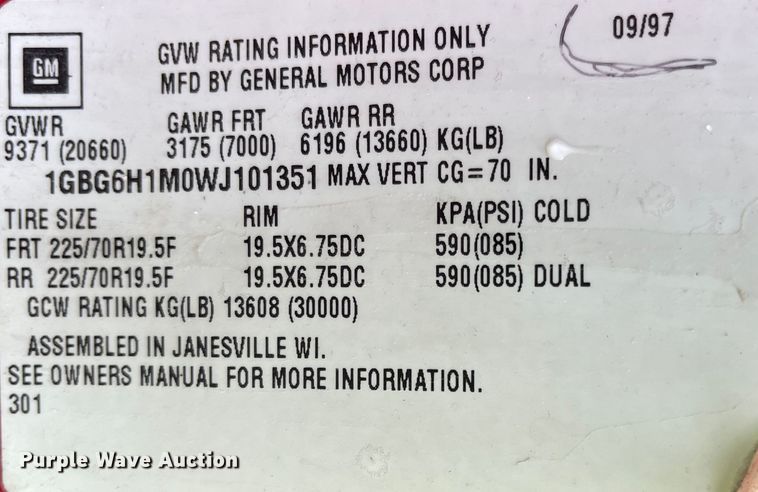 GM
GVW RATING INFORMATION ONLY
MFD BY GENERAL MOTORS CORP
09/97
GVWR GAWR FRT GAWR RR
9371 (20660) 3175 (7000) 6196 (13660) KG(LB)
1GBG6H1M0WJ101351 MAX VERT CG=70 IN.
TIRE SIZE RIM KPA(PSI) COLD
FRT 225/70R19.5F 19.5X6.75DC 590(085)
RR 225/70R19.5F 19.5X6.75DC 590(085) DUAL
GCW RATING KG(LB) 13608 (30000)
ASSEMBLED IN JANESVILLE WI.
SEE OWNERS MANUAL FOR MORE INFORMATION.
301
Purple Wave Auction